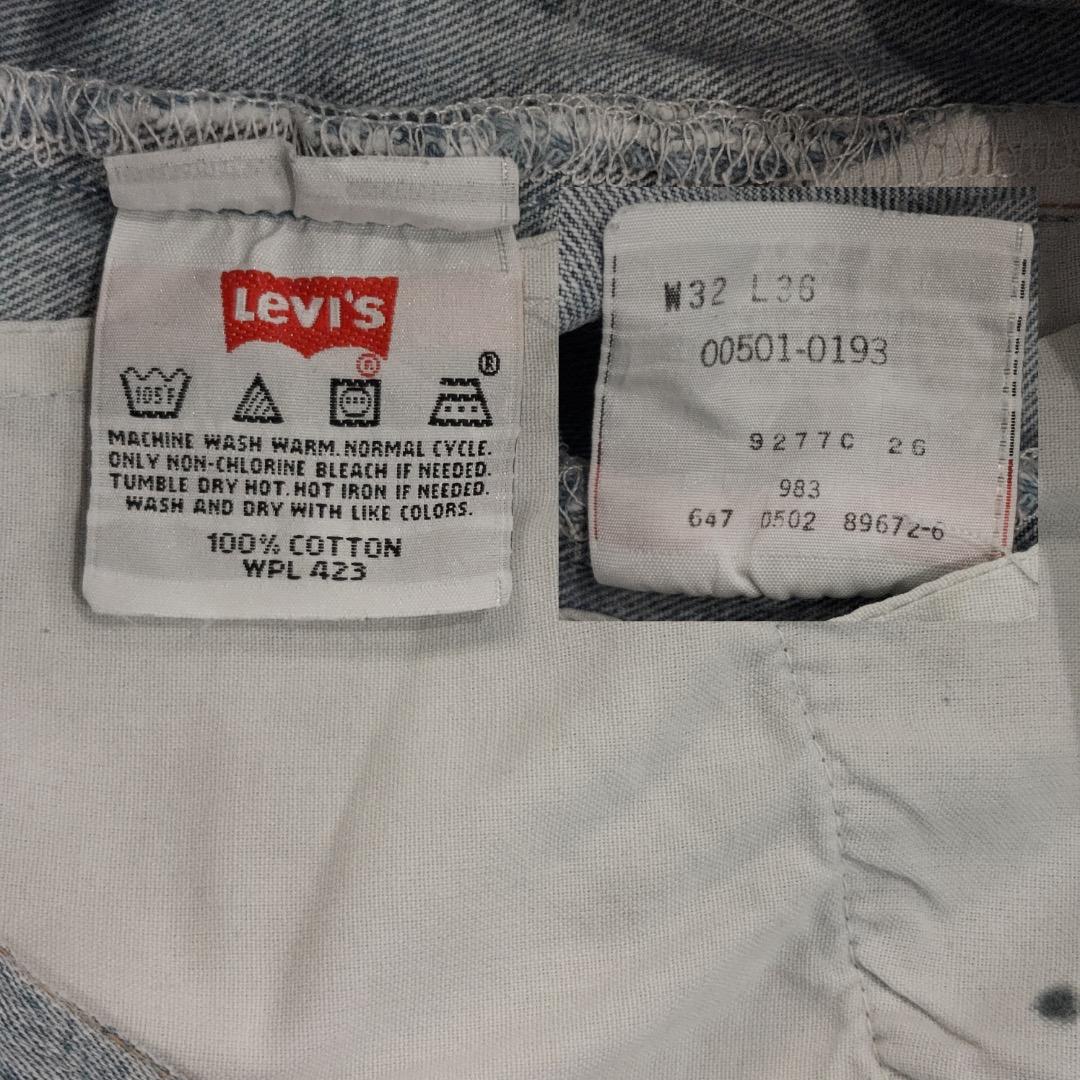 Levi's
®
®
105F
MACHINE WASH WARM. NORMAL CYCLE.
ONLY NON-CHLORINE BLEACH IF NEEDED.
TUMBLE DRY HOT. HOT IRON IF NEEDED.
WASH AND DRY WITH LIKE COLORS.
100% COTTON
WPL 423
W32 L36
00501-0193
9277C 26
983
647 0502 89672-6